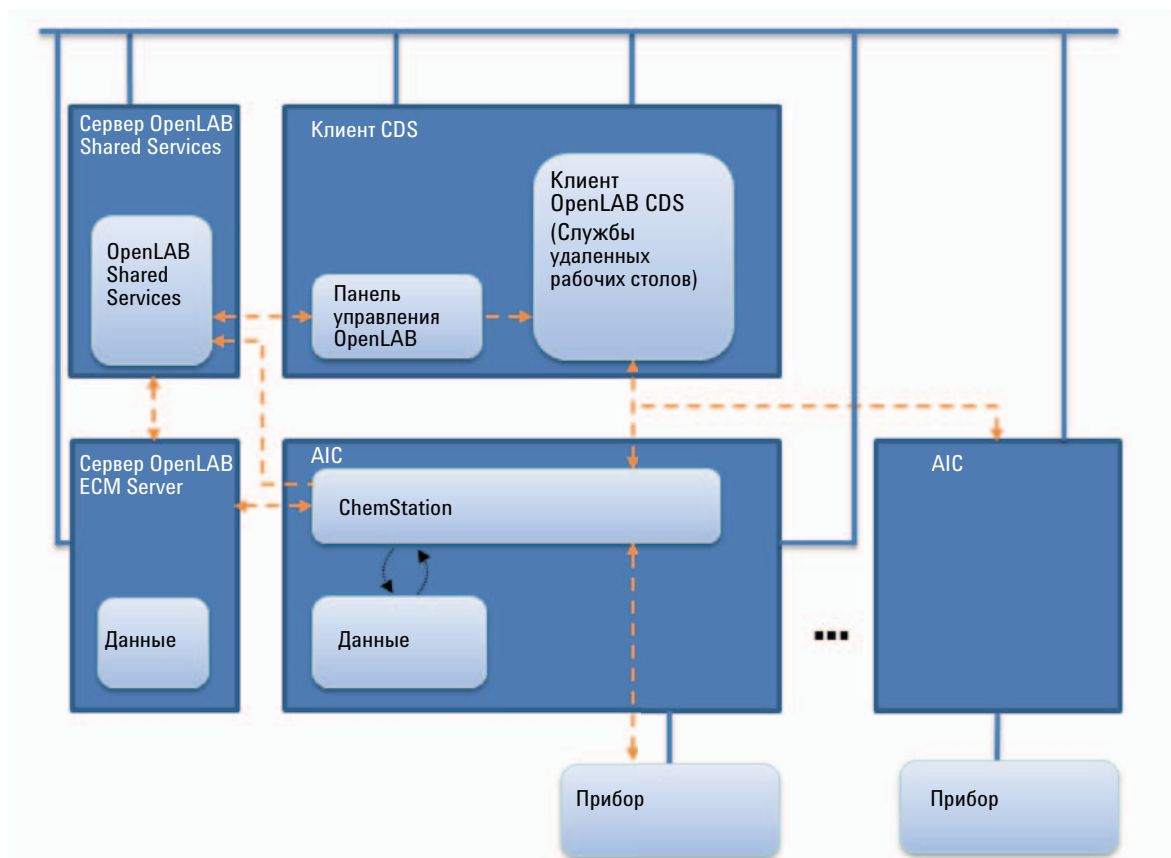 Сервер OpenLAB
Shared Services
OpenLAB
Shared
Services
Клиент CDS
Панель
управления
OpenLAB
Клиент
OpenLAB CDS
(Службы
удаленных
рабочих столов)
Сервер OpenLAB
ECM Server
Данные
AIC
ChemStation
Данные
...
AIC
Прибор
Прибор